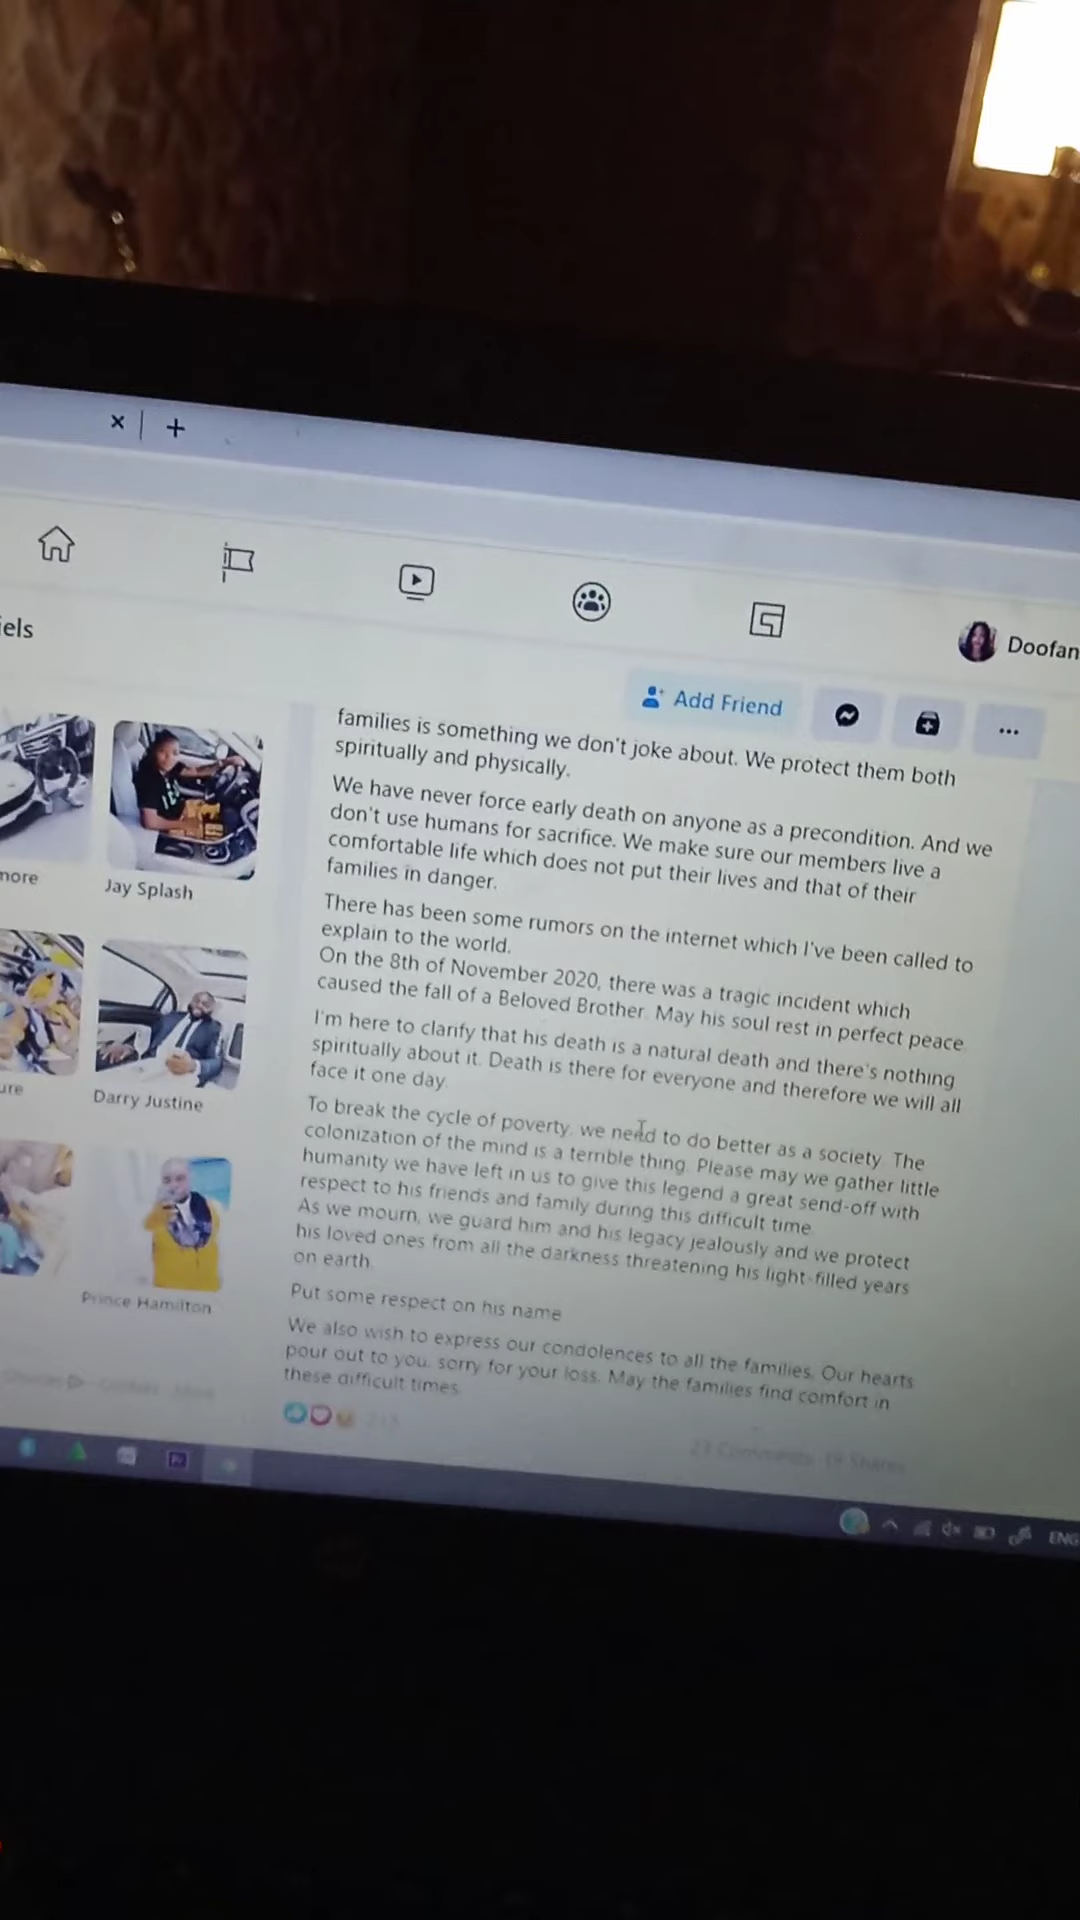 iels
Doofan
Add Friend
more
Jay Splash
ure
Darry Justine
Prince Hamilton
families is something we don't joke about. We protect them both
spiritually and physically.
We have never force early death on anyone as a precondition. And we
don't use humans for sacrifice. We make sure our members live a
comfortable life which does not put their lives and that of their
families in danger.
There has been some rumors on the internet which I've been called to
explain to the world.
On the 8th of November 2020, there was a tragic incident which
caused the fall of a Beloved Brother. May his soul rest in perfect peace.
I'm here to clarify that his death is a natural death and there's nothing
spiritually about it. Death is there for everyone and therefore we will all
face it one day.
To break the cycle of poverty, we need to do better as a society. The
colonization of the mind is a terrible thing. Please may we gather little
humanity we have left in us to give this legend a great send-off with
respect to his friends and family during this difficult time.
As we mourn, we guard him and his legacy jealously and we protect
his loved ones from all the darkness threatening his light-filled years
on earth.
Put some respect on his name
We also wish to express our condolences to all the families. Our hearts
pour out to you, sorry for your loss. May the families find comfort in
these difficult times.
Comments Shares
ENG